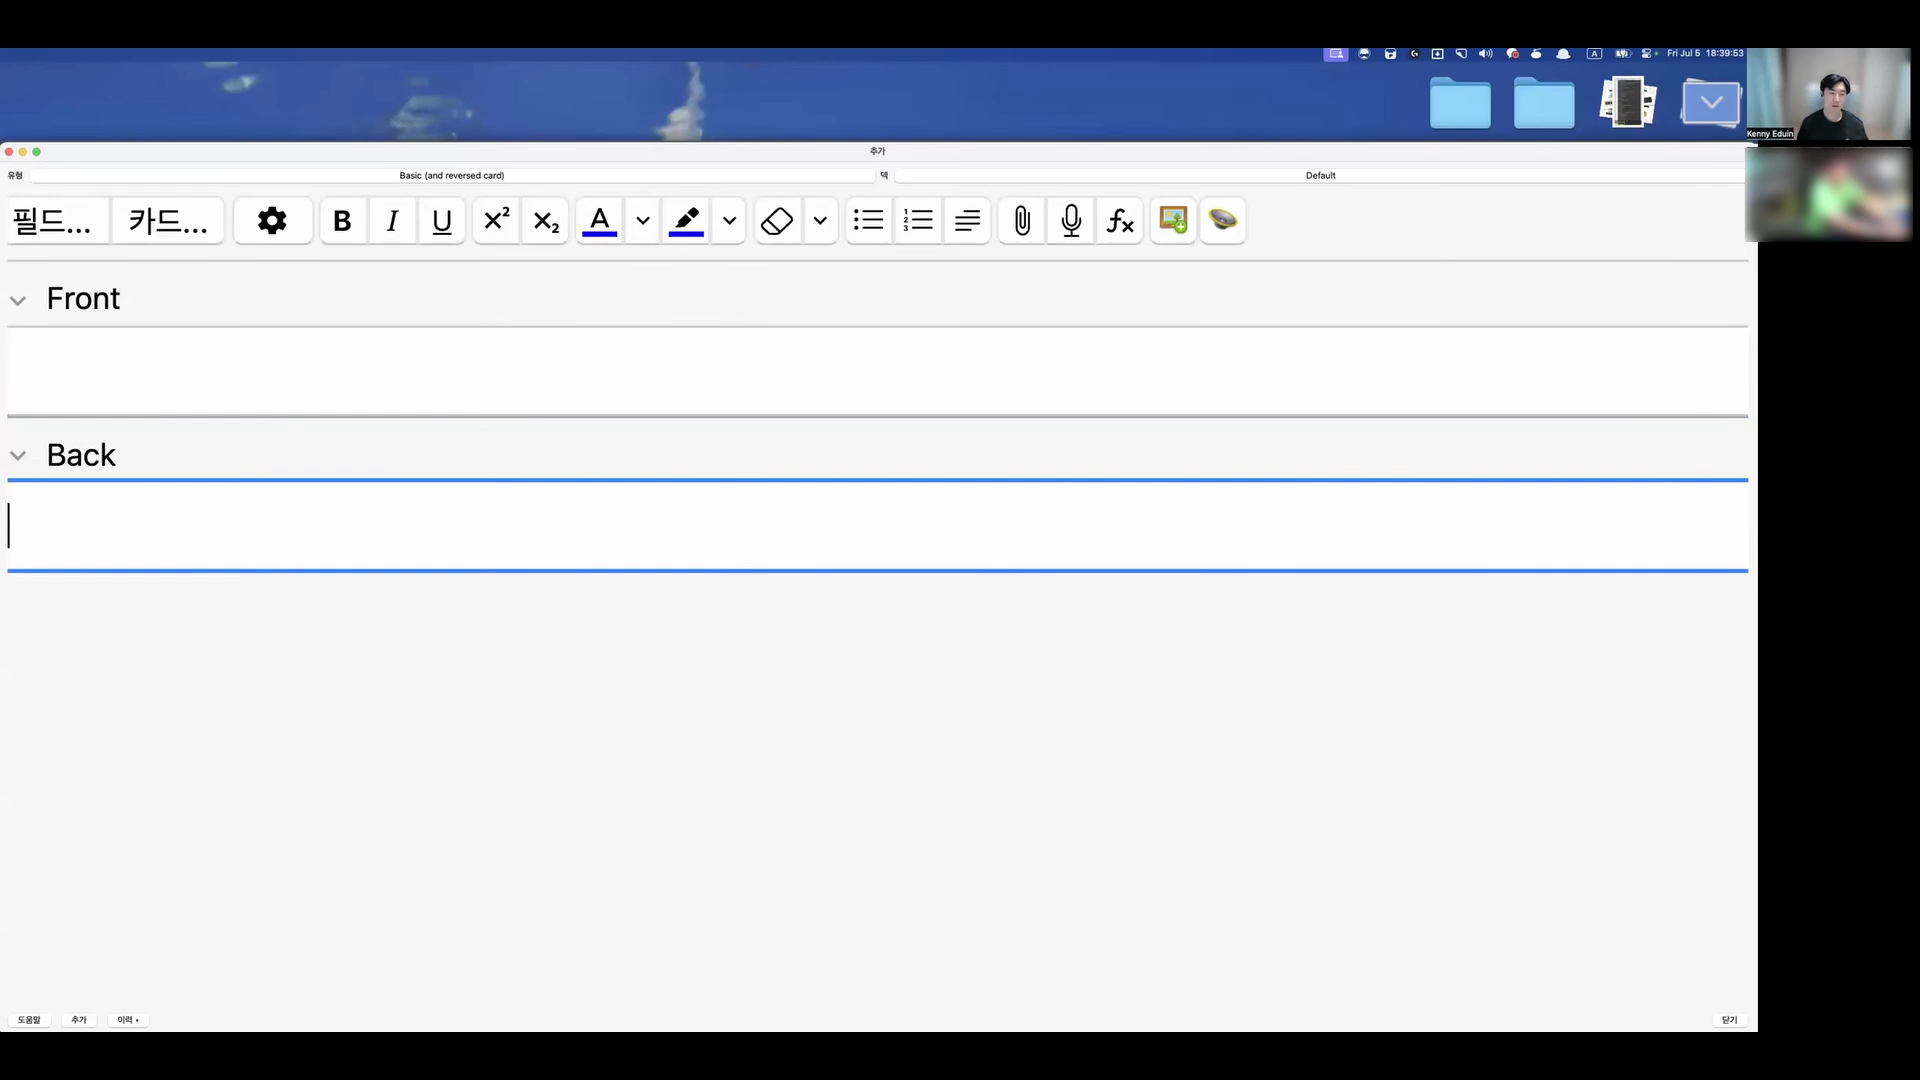 Fri Jul 5 18:39:53
Kenny Eduin
추가
유형
Basic (and reversed card)
덱
Default
필드...
카드...
Front
Back
도움말
추가
이력
닫기